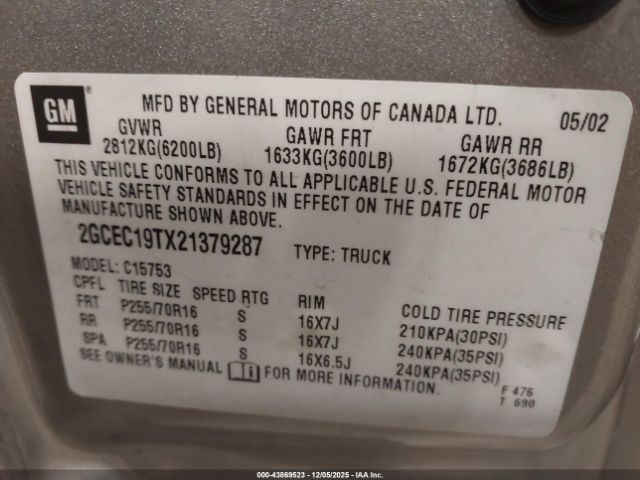 GM
MFD BY GENERAL MOTORS OF CANADA LTD. 05/02
GVWR GAWR FRT GAWR RR
2812KG(6200LB) 1633KG(3600LB) 1672KG(3686LB)
THIS VEHICLE CONFORMS TO ALL APPLICABLE U.S. FEDERAL MOTOR
VEHICLE SAFETY STANDARDS IN EFFECT ON THE DATE OF
MANUFACTURE SHOWN ABOVE.
2GCEC19TX21379287 TYPE: TRUCK
MODEL: C15753
CPFL TIRE SIZE SPEED RTG RIM COLD TIRE PRESSURE
FRT P255/70R16 S 16X7J 210KPA(30PSI)
RR P255/70R16 S 16X7J 240KPA(35PSI)
SPA P255/70R16 S 16X6.5J 240KPA(35PSI)
SEE OWNER'S MANUAL FOR MORE INFORMATION.
F 476
T 690
000-43869523 - 12/05/2025 - IAA Inc.